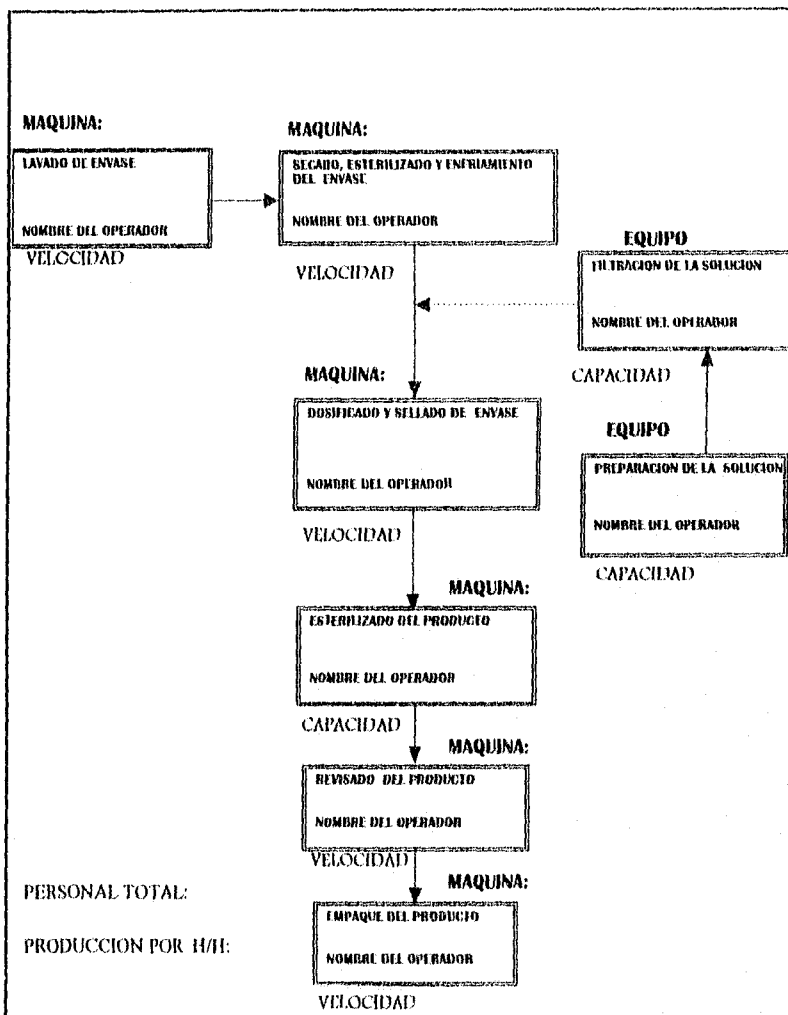 MAQUINA:
LAVADO DE ENVASE
NOMBRE DEL OPERADOR
VELOCIDAD
MAQUINA:
SECADO, ESTERILIZADO Y ENFRIAMIENTO
DEL ENVASE
NOMBRE DEL OPERADOR
VELOCIDAD
EQUIPO
FILTRACION DE LA SOLUCION
NOMBRE DEL OPERADOR
CAPACIDAD
EQUIPO
PREPARACION DE LA SOLUCION
NOMBRE DEL OPERADOR
CAPACIDAD
MAQUINA:
DOSIFICADO Y SELLADO DE ENVASE
NOMBRE DEL OPERADOR
VELOCIDAD
MAQUINA:
ESTERILIZADO DEL PRODUCTO
NOMBRE DEL OPERADOR
CAPACIDAD
MAQUINA:
REVISADO DEL PRODUCTO
NOMBRE DEL OPERADOR
VELOCIDAD
MAQUINA:
EMPAQUE DEL PRODUCTO
NOMBRE DEL OPERADOR
VELOCIDAD
PERSONAL TOTAL:
PRODUCCION POR H/H: